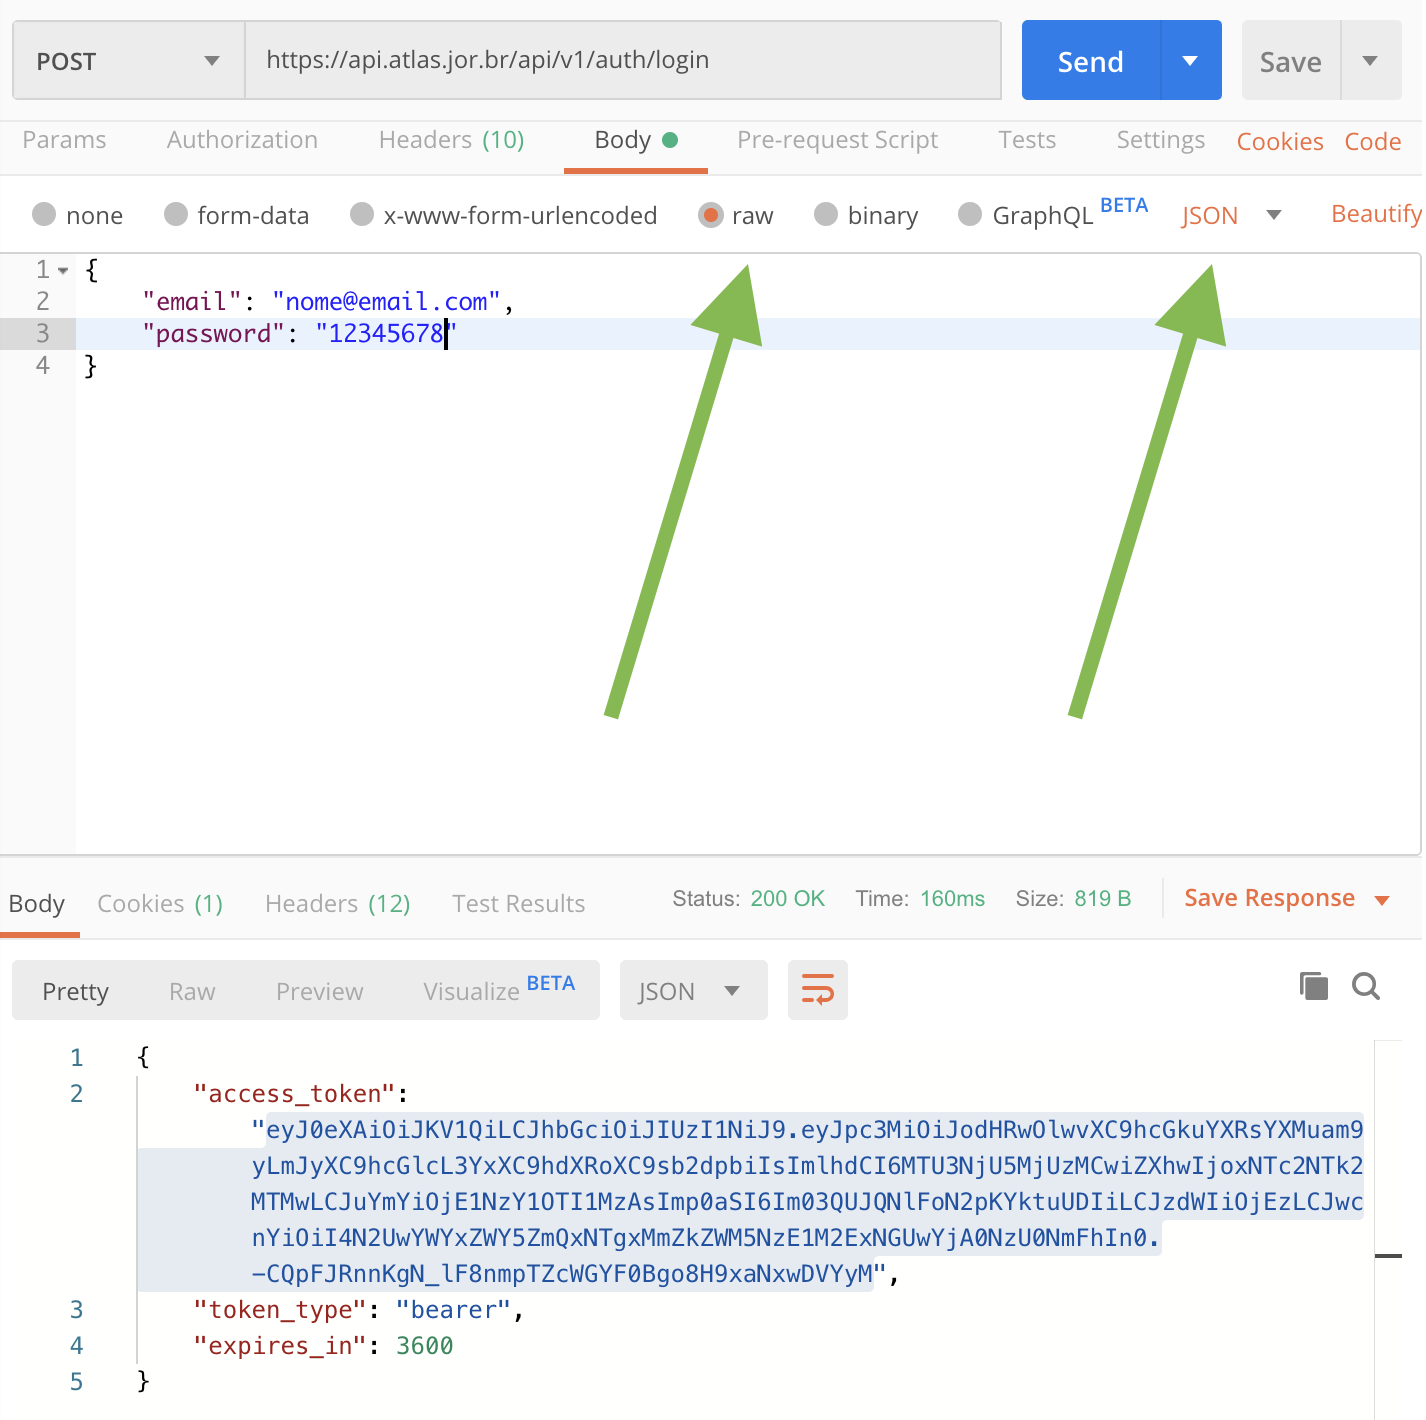 POST https://api.atlas.jor.br/api/v1/auth/login Send Save
Params Authorization Headers (10) Body Pre-request Script Tests Settings Cookies Code
none form-data x-www-form-urlencoded raw binary GraphQL BETA JSON Beautify
1 {
2 "email": "nome@email.com",
3 "password": "12345678"
4 }
Body Cookies (1) Headers (12) Test Results Status: 200 OK Time: 160ms Size: 819 B Save Response
Pretty Raw Preview Visualize BETA JSON
1 {
2 "access_token":
"eyJ0eXAiOiJKV1QiLCJhbGciOiJIUzI1NiJ9.eyJpc3MiOiJodHRwOlwvXC9hcGkuYXRsYXMuam9
yLmJyXC9hcGlcL3YxXC9hdXRoXC9sb2dpbiIsImlhdCI6MTU3NjU5MjUzMCwiZXhwIjoxNTc2NTk2
MTMwLCJuYmYiOjE1NzY1OTI1MzAsImp0aSI6Im03QUJQNlFoN2pKYktuUDIiLCJzdWIiOjEzLCJwc
nYiOiI4N2UwYWYxZWY5ZmQxNTgxMmZkZWM5NzE1M2ExNGUwYjA0NzU0NmFhIn0.
-CQpFJRnnKgN_lF8nmpTZcWGYF0Bgo8H9xaNxwDVYyM",
3 "token_type": "bearer",
4 "expires_in": 3600
5 }